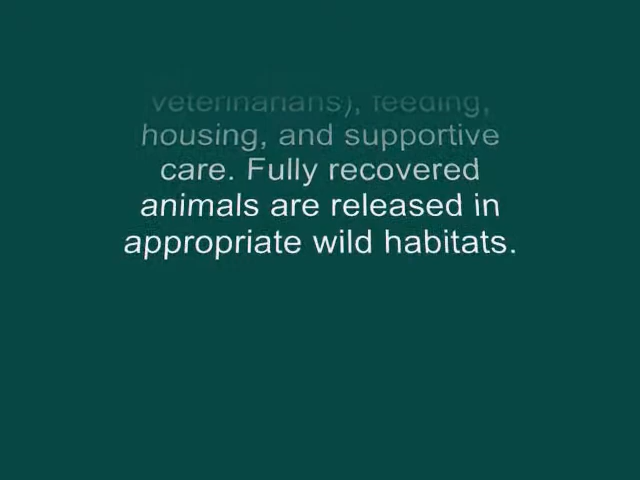 veterinarians), feeding,
housing, and supportive
care. Fully recovered
animals are released in
appropriate wild habitats.